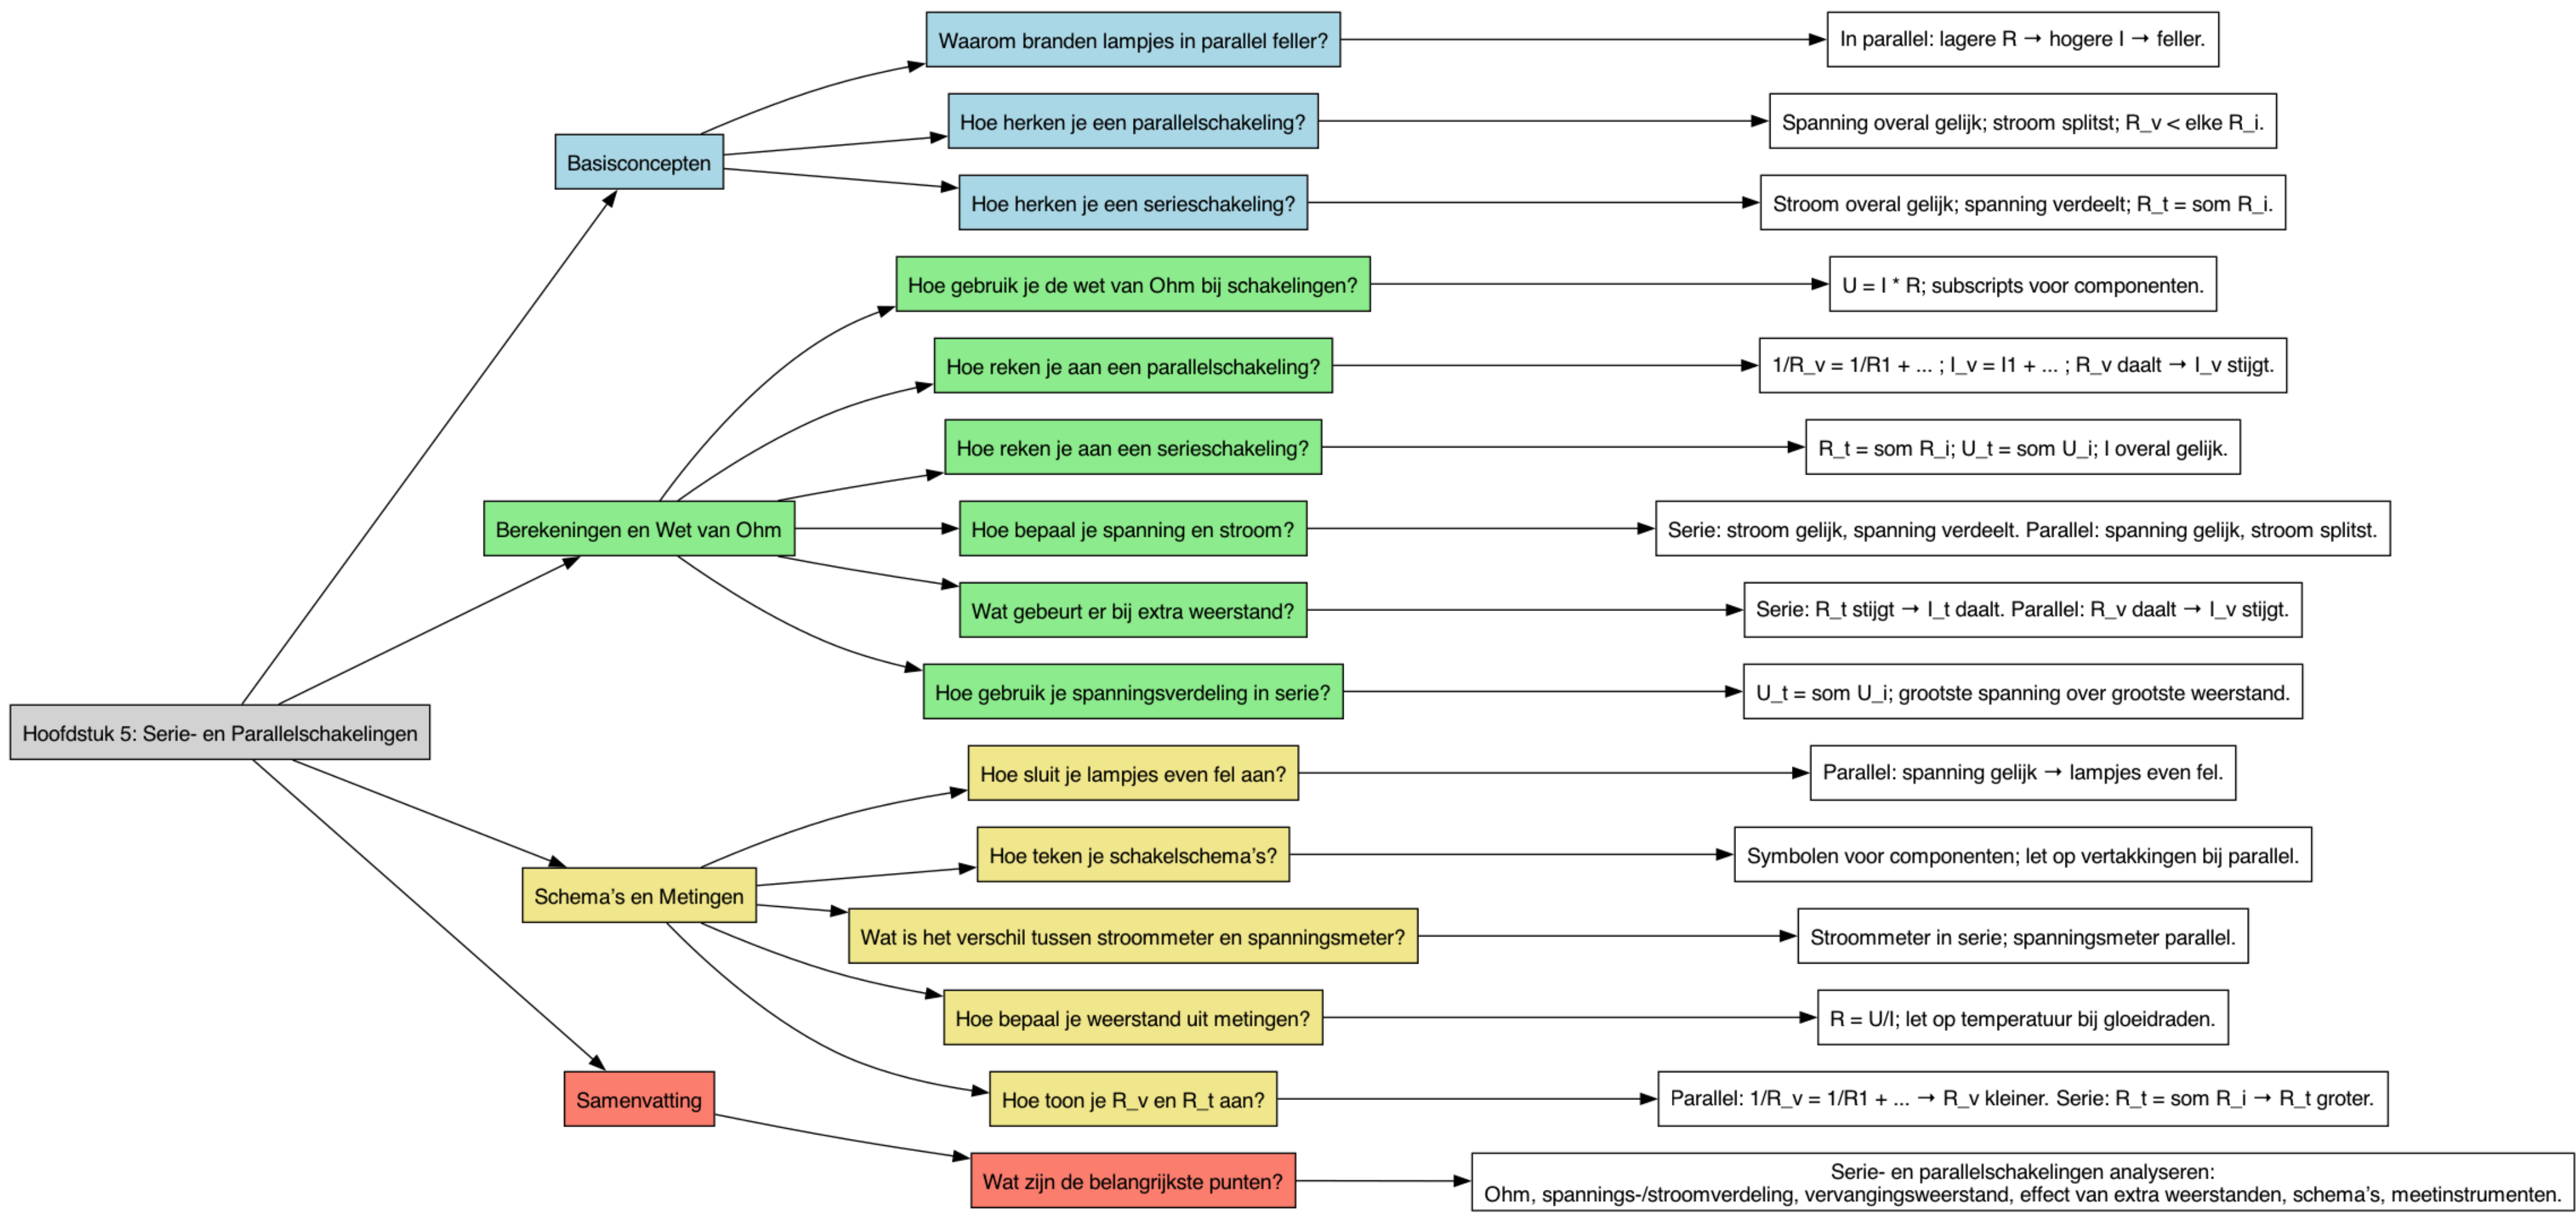 Hoofdstuk 5: Serie- en Parallelschakelingen
Basisconcepten
Waarom branden lampjes in parallel feller?
In parallel: lagere R → hogere I → feller.
Hoe herken je een parallelschakeling?
Spanning overal gelijk; stroom splitst; R_v < elke R_i.
Hoe herken je een serieschakeling?
Stroom overal gelijk; spanning verdeelt; R_t = som R_i.
Berekeningen en Wet van Ohm
Hoe gebruik je de wet van Ohm bij schakelingen?
U = I * R; subscripts voor componenten.
Hoe reken je aan een parallelschakeling?
1/R_v = 1/R1 + ... ; I_v = I1 + ... ; R_v daalt → I_v stijgt.
Hoe reken je aan een serieschakeling?
R_t = som R_i; U_t = som U_i; I overal gelijk.
Hoe bepaal je spanning en stroom?
Serie: stroom gelijk, spanning verdeelt. Parallel: spanning gelijk, stroom splitst.
Wat gebeurt er bij extra weerstand?
Serie: R_t stijgt → I_t daalt. Parallel: R_v daalt → I_v stijgt.
Hoe gebruik je spanningsverdeling in serie?
U_t = som U_i; grootste spanning over grootste weerstand.
Schema's en Metingen
Hoe sluit je lampjes even fel aan?
Parallel: spanning gelijk → lampjes even fel.
Hoe teken je schakelschema's?
Symbolen voor componenten; let op vertakkingen bij parallel.
Wat is het verschil tussen stroommeter en spanningsmeter?
Stroommeter in serie; spanningsmeter parallel.
Hoe bepaal je weerstand uit metingen?
R = U/I; let op temperatuur bij gloeidraden.
Hoe toon je R_v en R_t aan?
Parallel: 1/R_v = 1/R1 + ... → R_v kleiner. Serie: R_t = som R_i → R_t groter.
Samenvatting
Wat zijn de belangrijkste punten?
Serie- en parallelschakelingen analyseren:
Ohm, spannings-/stroomverdeling, vervangingsweerstand, effect van extra weerstanden, schema's, meetinstrumenten.